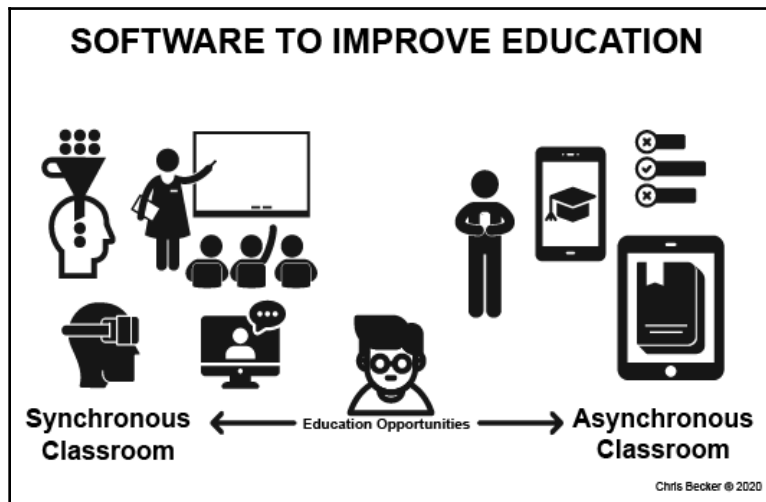 SOFTWARE TO IMPROVE EDUCATION
Synchronous
Classroom
Education Opportunities
Asynchronous
Classroom
Chris Becker ® 2020